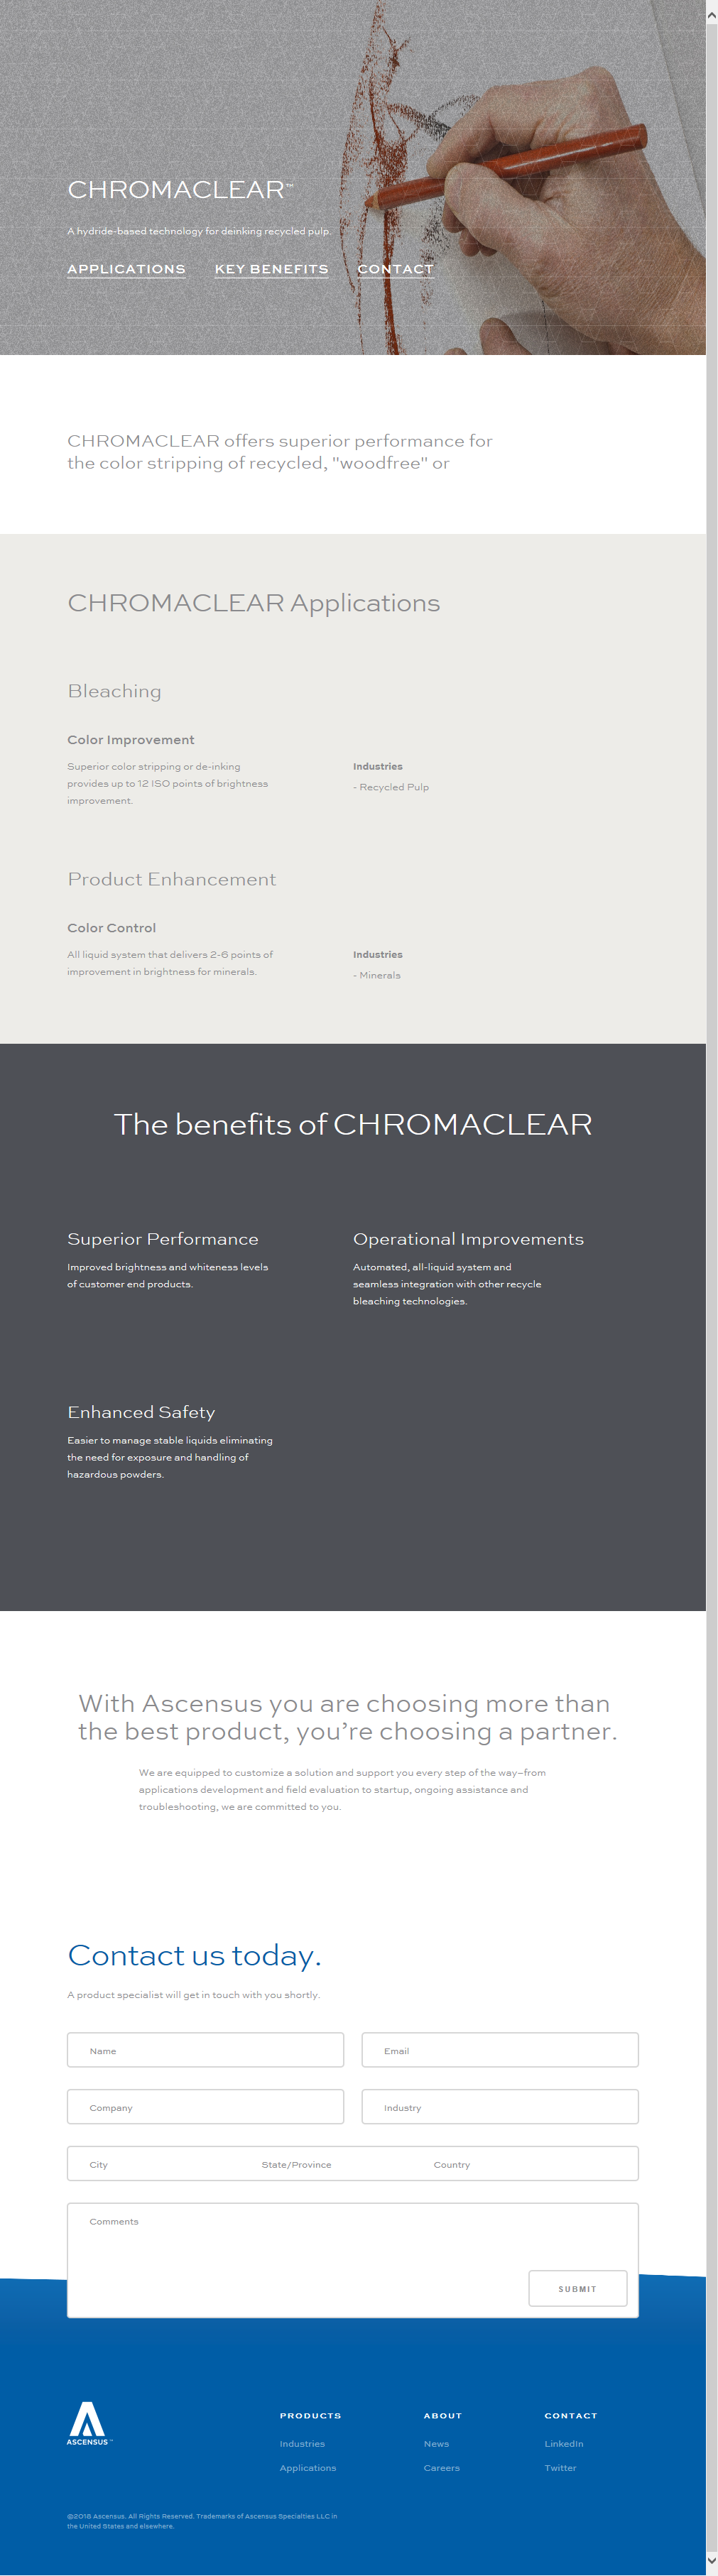 CHROMACLEAR™
A hydride-based technology for deinking recycled pulp.
APPLICATIONS KEY BENEFITS CONTACT
CHROMACLEAR offers superior performance for
the color stripping of recycled, "woodfree" or
CHROMACLEAR Applications
Bleaching
Color Improvement
Superior color stripping or de-inking
provides up to 12 ISO points of brightness
improvement.
Industries
- Recycled Pulp
Product Enhancement
Color Control
All liquid system that delivers 2-6 points of
improvement in brightness for minerals.
Industries
- Minerals
The benefits of CHROMACLEAR
Superior Performance
Improved brightness and whiteness levels
of customer end products.
Operational Improvements
Automated, all-liquid system and
seamless integration with other recycle
bleaching technologies.
Enhanced Safety
Easier to manage stable liquids eliminating
the need for exposure and handling of
hazardous powders.
With Ascensus you are choosing more than
the best product, you’re choosing a partner.
We are equipped to customize a solution and support you every step of the way–from
applications development and field evaluation to startup, ongoing assistance and
troubleshooting, we are committed to you.
Contact us today.
A product specialist will get in touch with you shortly.
Name
Email
Company
Industry
City State/Province Country
Comments
SUBMIT
ASCENSUS™
PRODUCTS
Industries
Applications
ABOUT
News
Careers
CONTACT
LinkedIn
Twitter
©2018 Ascensus. All Rights Reserved. Trademarks of Ascensus Specialties LLC in
the United States and elsewhere.